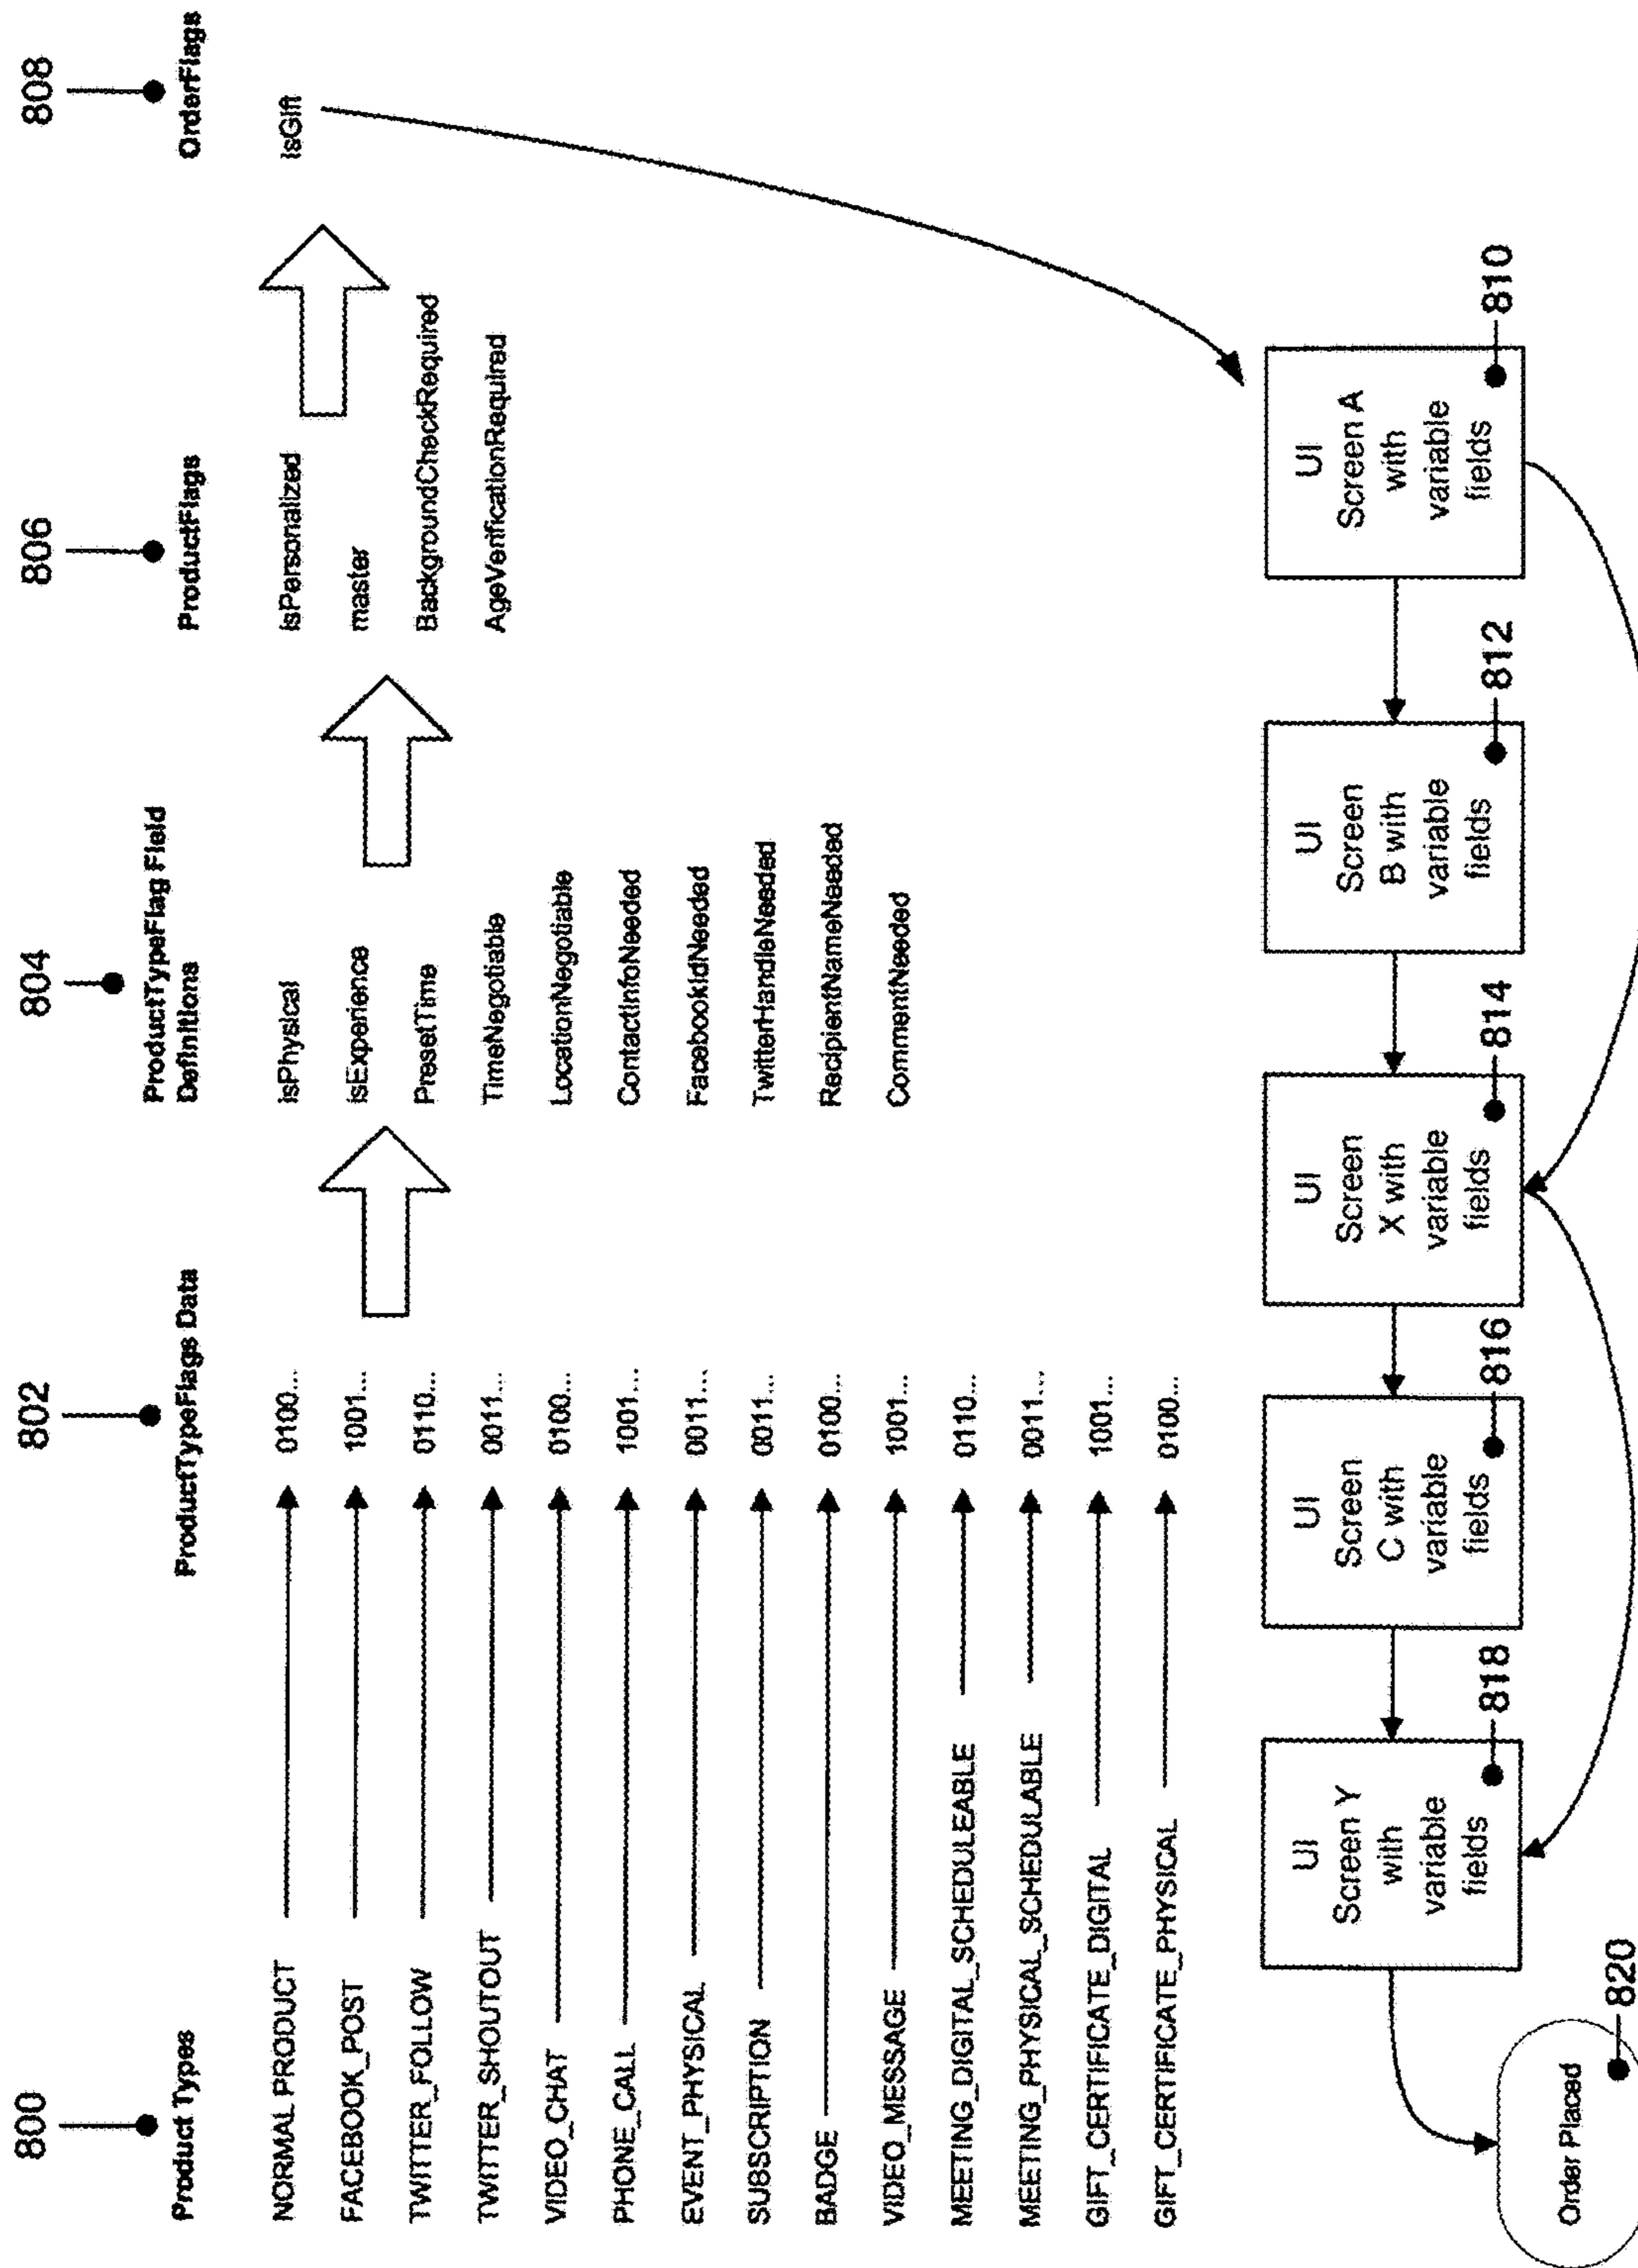 800
Product Types
NORMAL PRODUCT
FACEBOOK_POST
TWITTER_FOLLOW
TWITTER_SHOUTOUT
VIDEO_CHAT
PHONE_CALL
EVENT_PHYSICAL
SUBSCRIPTION
BADGE
VIDEO_MESSAGE
MEETING_DIGITAL_SCHEDULEABLE
MEETING_PHYSICAL_SCHEDULABLE
GIFT_CERTIFICATE_DIGITAL
GIFT_CERTIFICATE_PHYSICAL
802
ProductTypeFlags Data
0100...
1001...
0110...
0011...
0100...
1001...
0011...
0011...
0100...
1001...
0110...
0011...
1001...
0100...
804
ProductTypeFlag Field
Definitions
isPhysical
isExperience
PresetTime
TimeNegotiable
LocationNegotiable
ContactInfoNeeded
FacebookIdNeeded
TwitterHandleNeeded
RecipientNameNeeded
CommentNeeded
806
ProductFlags
isPersonalized
master
BackgroundCheckRequired
AgeVerificationRequired
808
OrderFlags
isGift
UI
Screen A
with
variable
fields
810
UI
Screen
B with
variable
fields
812
UI
Screen
X with
variable
fields
814
UI
Screen
C with
variable
fields
816
UI
Screen Y
with
variable
fields
818
Order Placed
820